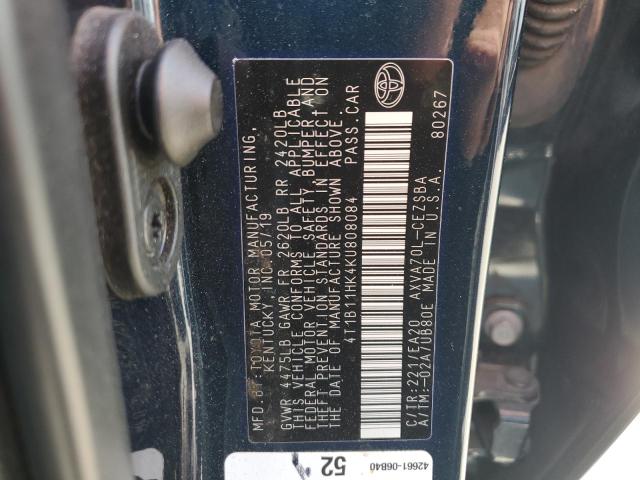 MFD. BY: TOYOTA MOTOR MANUFACTURING,
KENTUCKY, INC. 05/19
GVWR 4475LB GAWR FR 2620LB RR 2420LB
THIS VEHICLE CONFORMS TO ALL APPLICABLE
FEDERAL MOTOR VEHICLE SAFETY, BUMPER, AND
THEFT PREVENTION STANDARDS IN EFFECT ON
THE DATE OF MANUFACTURE SHOWN ABOVE.
4T1B11HK4KU808084 PASS. CAR
C/TR:221/EA20 AXVA70L-CEZSBA
A/TM:-02A/UB80E MADE IN U.S.A.
80267
52
42661-06B40